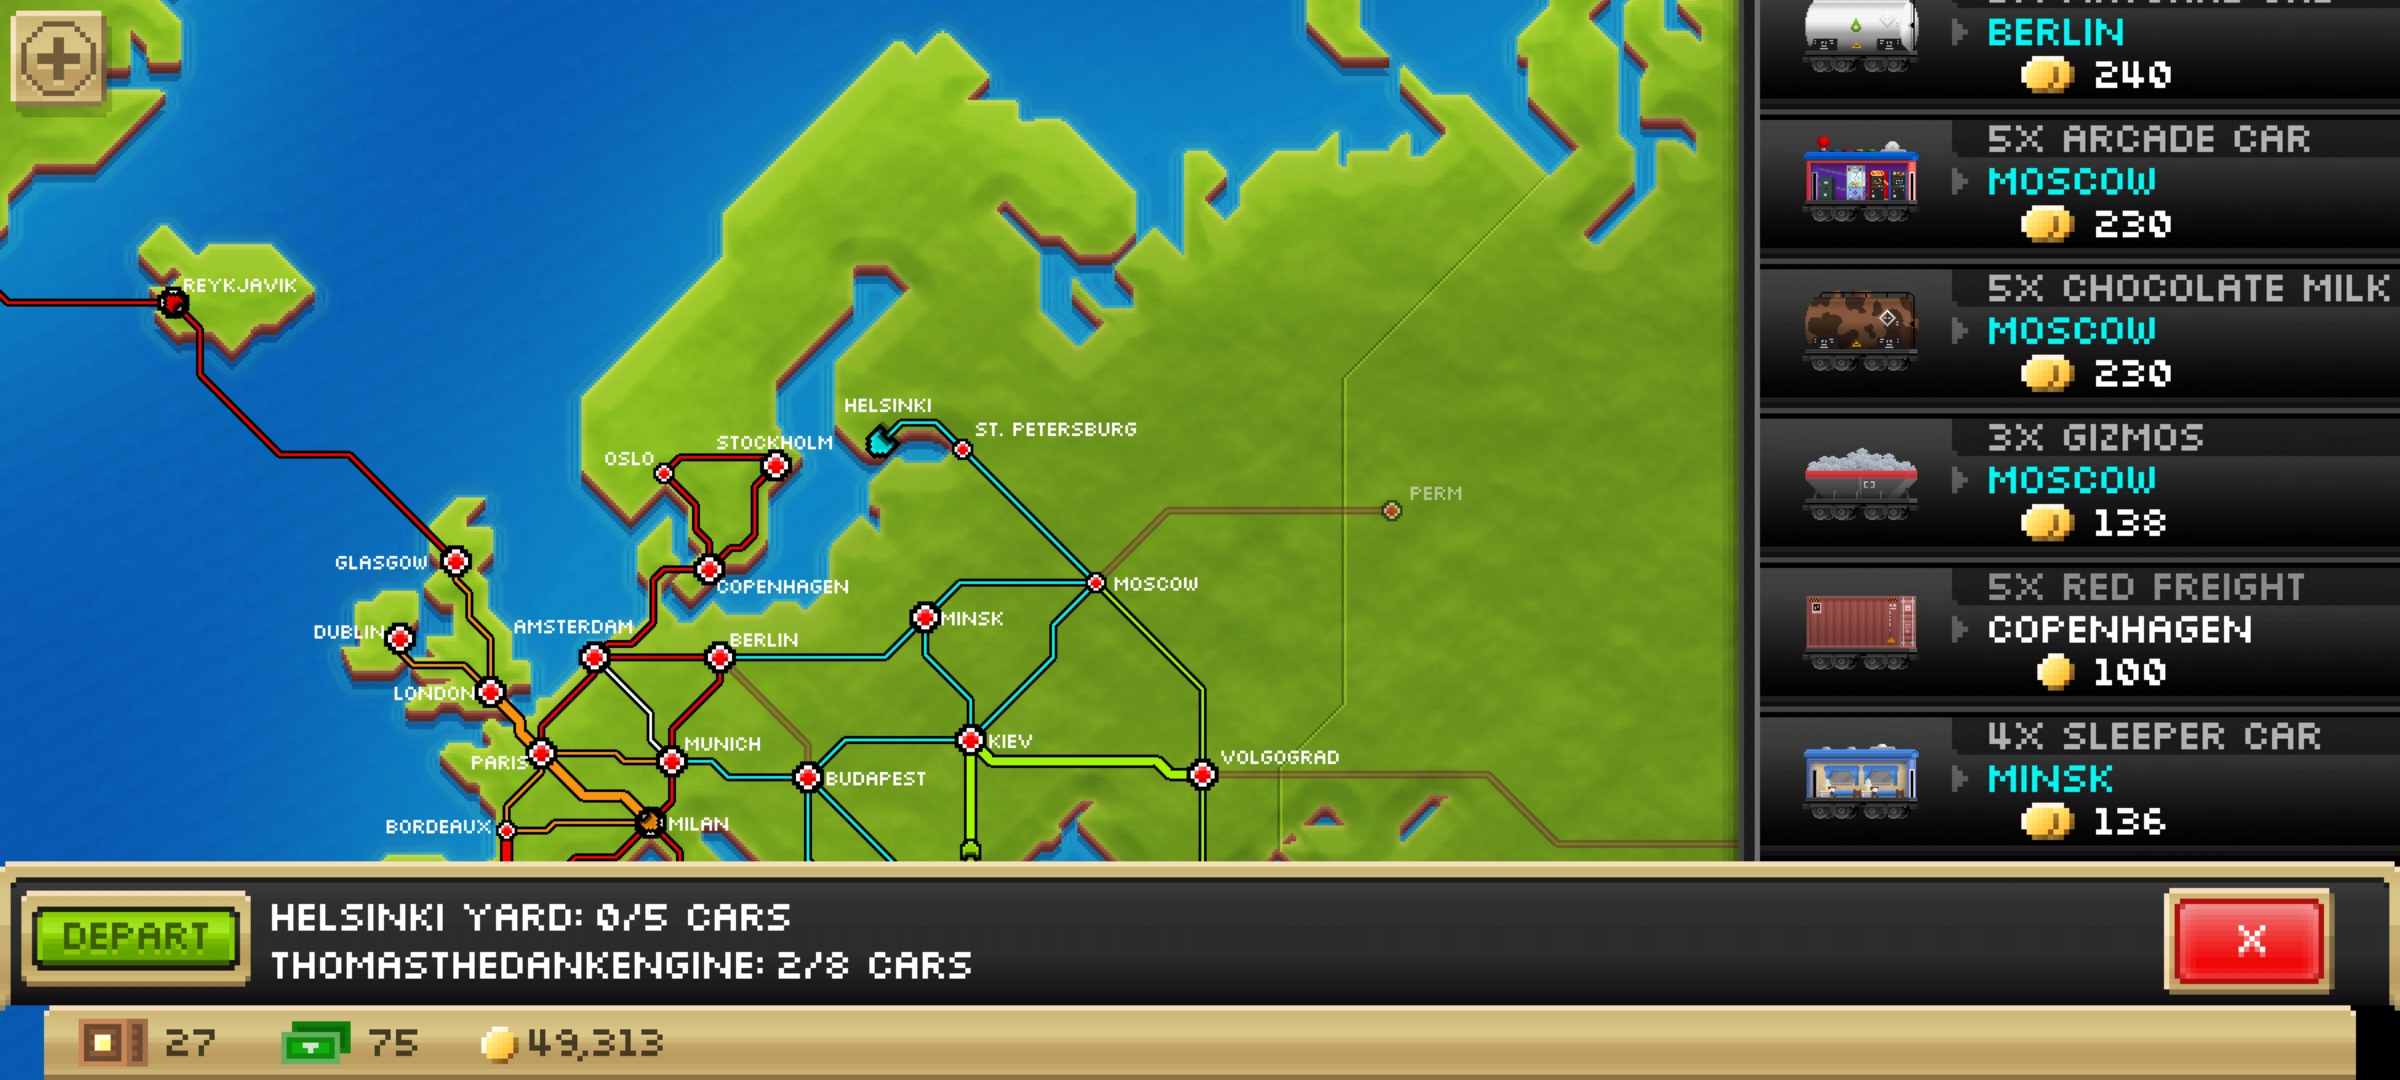 REYKJAVIK
HELSINKI
ST. PETERSBURG
STOCKHOLM
OSLO
PERM
GLASGOW
COPENHAGEN
MOSCOW
DUBLIN
AMSTERDAM
MINSK
BERLIN
LONDON
MUNICH
KIEV
PARIS
BUDAPEST
VOLGOGRAD
BORDEAUX
MILAN
BERLIN
240
5X ARCADE CAR
MOSCOW
230
5X CHOCOLATE MILK
MOSCOW
230
3X GIZMOS
MOSCOW
138
5X RED FREIGHT
COPENHAGEN
100
4X SLEEPER CAR
MINSK
136
DEPART
HELSINKI YARD: 0/5 CARS
THOMASTHEDANKENGINE: 2/8 CARS
X
27
75
49,313